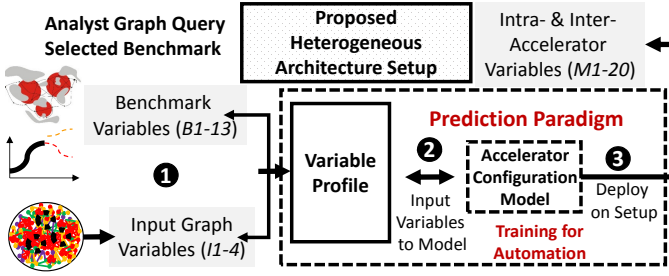 Analyst Graph Query
Selected Benchmark
Proposed
Heterogeneous
Architecture Setup
Intra- & Inter-
Accelerator
Variables (M1-20)
Benchmark
Variables (B1-13)
1
Input Graph
Variables (I1-4)
Variable
Profile
Prediction Paradigm
2
Input
Variables
to Model
Accelerator
Configuration
Model
3
Deploy
on Setup
Training for
Automation